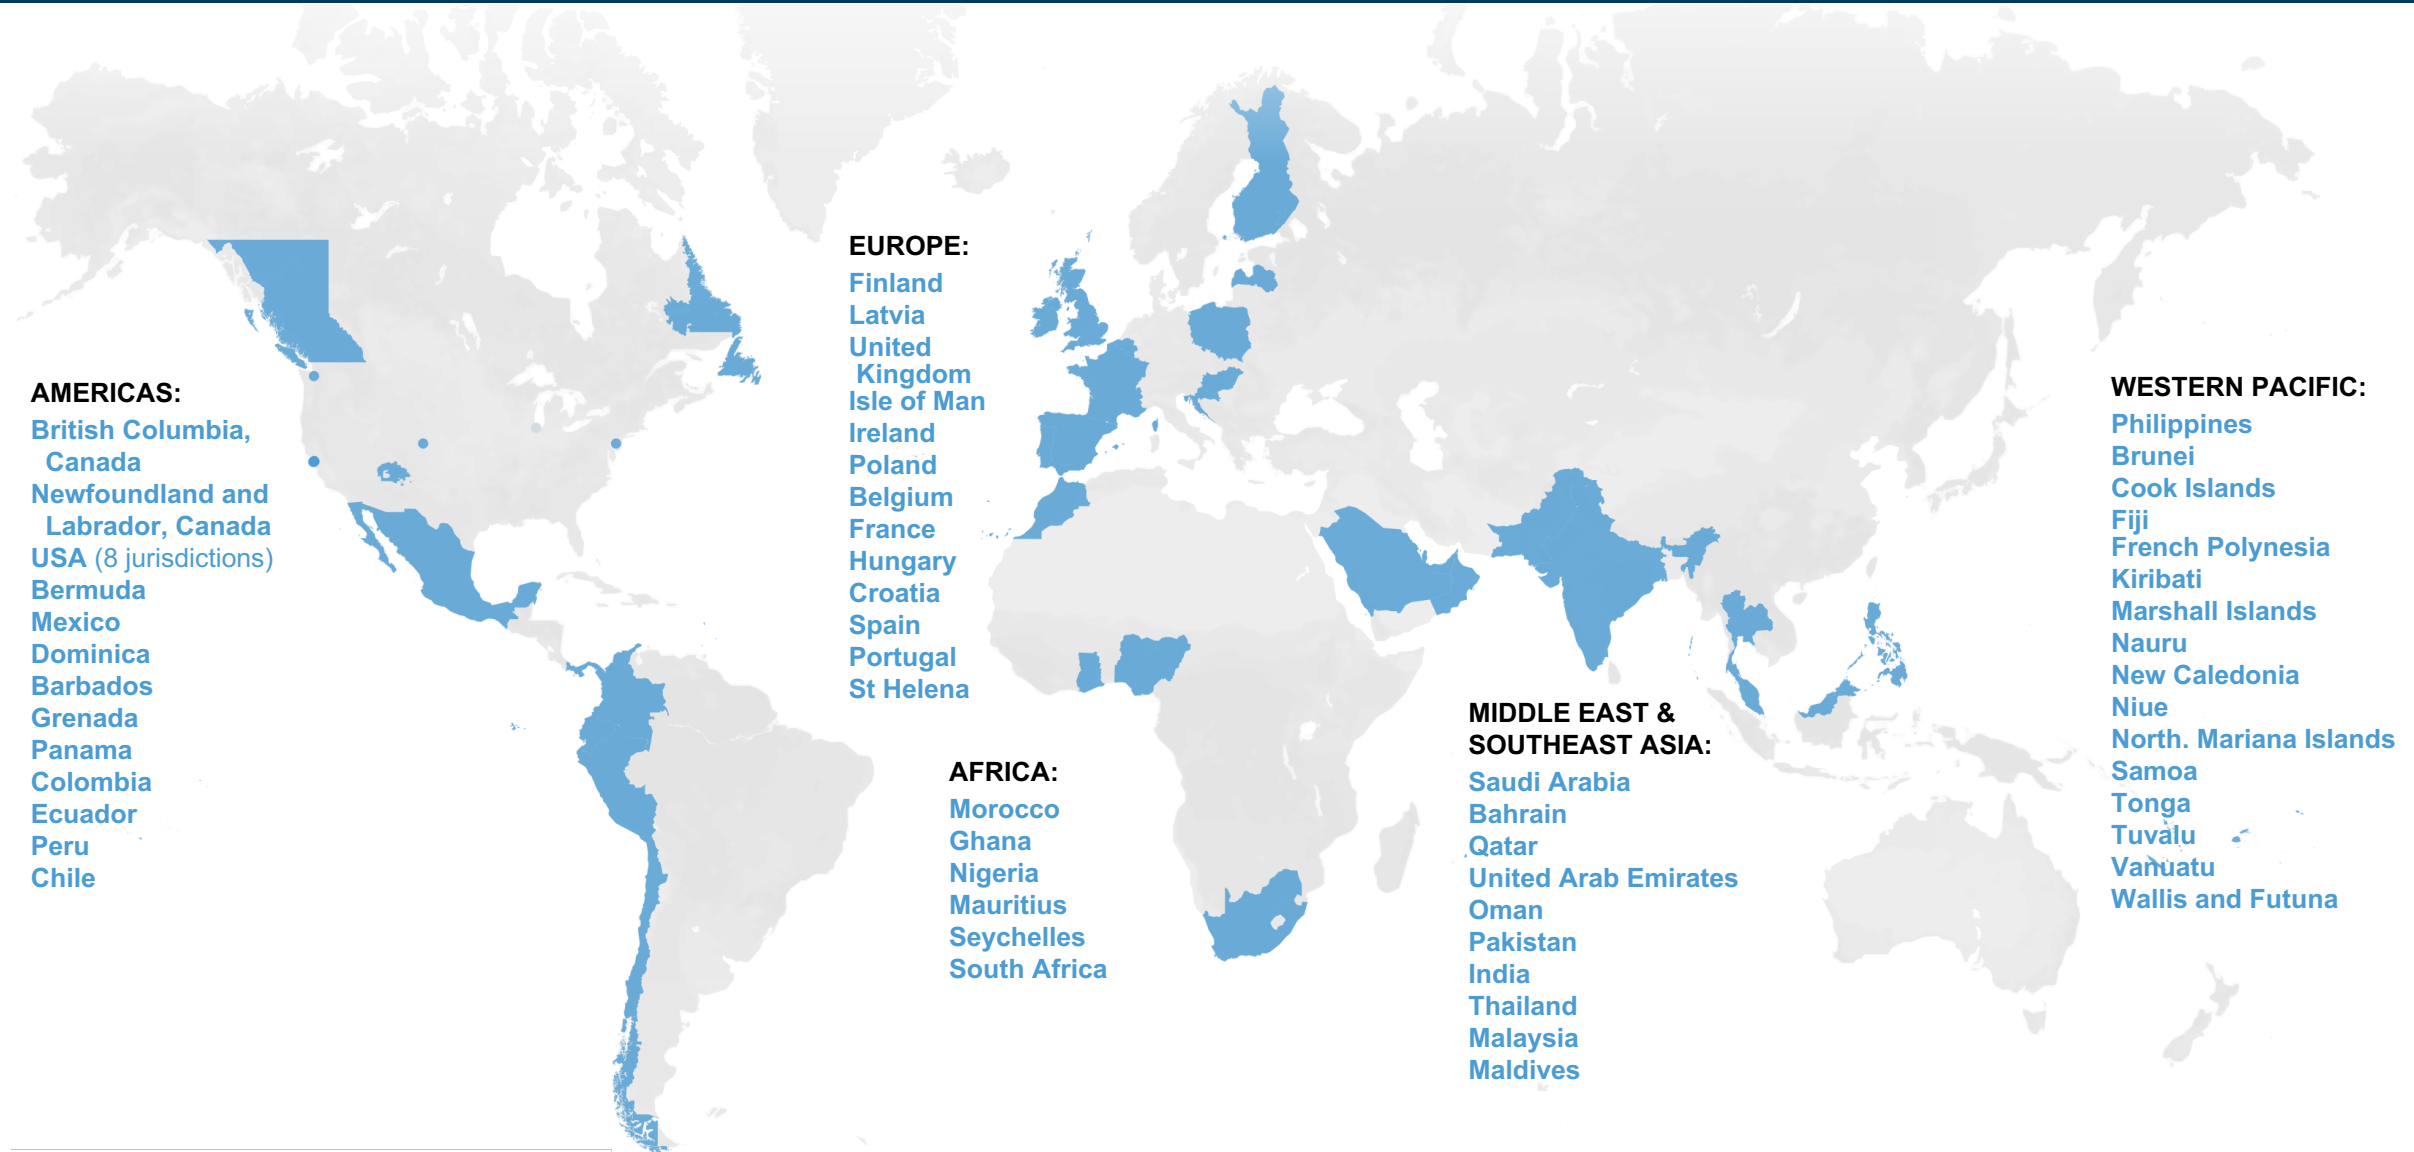 AMERICAS:
British Columbia,
Canada
Newfoundland and
Labrador, Canada
USA (8 jurisdictions)
Bermuda
Mexico
Dominica
Barbados
Grenada
Panama
Colombia
Ecuador
Peru
Chile
EUROPE:
Finland
Latvia
United
Kingdom
Isle of Man
Ireland
Poland
Belgium
France
Hungary
Croatia
Spain
Portugal
St Helena
AFRICA:
Morocco
Ghana
Nigeria
Mauritius
Seychelles
South Africa
MIDDLE EAST &
SOUTHEAST ASIA:
Saudi Arabia
Bahrain
Qatar
United Arab Emirates
Oman
Pakistan
India
Thailand
Malaysia
Maldives
WESTERN PACIFIC:
Philippines
Brunei
Cook Islands
Fiji
French Polynesia
Kiribati
Marshall Islands
Nauru
New Caledonia
Niue
North. Mariana Islands
Samoa
Tonga
Tuvalu
Vanuatu
Wallis and Futuna